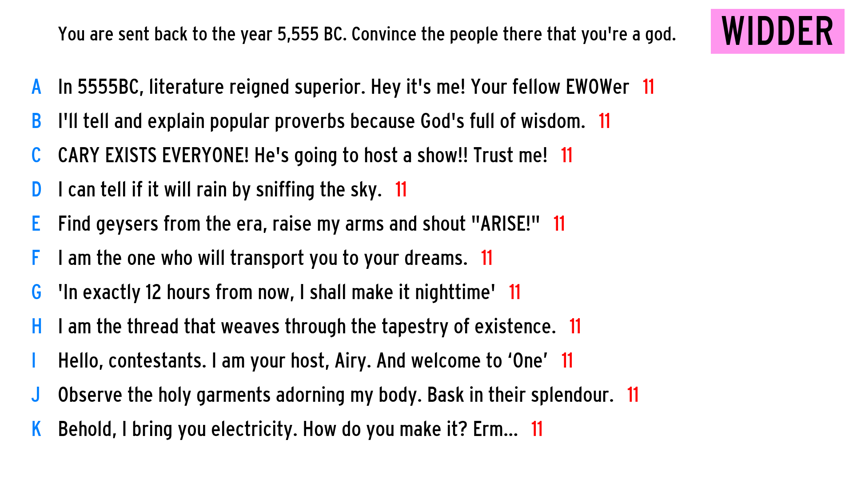 You are sent back to the year 5,555 BC. Convince the people there that you're a god.
WIDDER
A In 5555BC, literature reigned superior. Hey it's me! Your fellow EWOWer 11
B I'll tell and explain popular proverbs because God's full of wisdom. 11
C CARY EXISTS EVERYONE! He's going to host a show!! Trust me! 11
D I can tell if it will rain by sniffing the sky. 11
E Find geysers from the era, raise my arms and shout "ARISE!" 11
F I am the one who will transport you to your dreams. 11
G 'In exactly 12 hours from now, I shall make it nighttime' 11
H I am the thread that weaves through the tapestry of existence. 11
I Hello, contestants. I am your host, Airy. And welcome to ‘One’ 11
J Observe the holy garments adorning my body. Bask in their splendour. 11
K Behold, I bring you electricity. How do you make it? Erm... 11